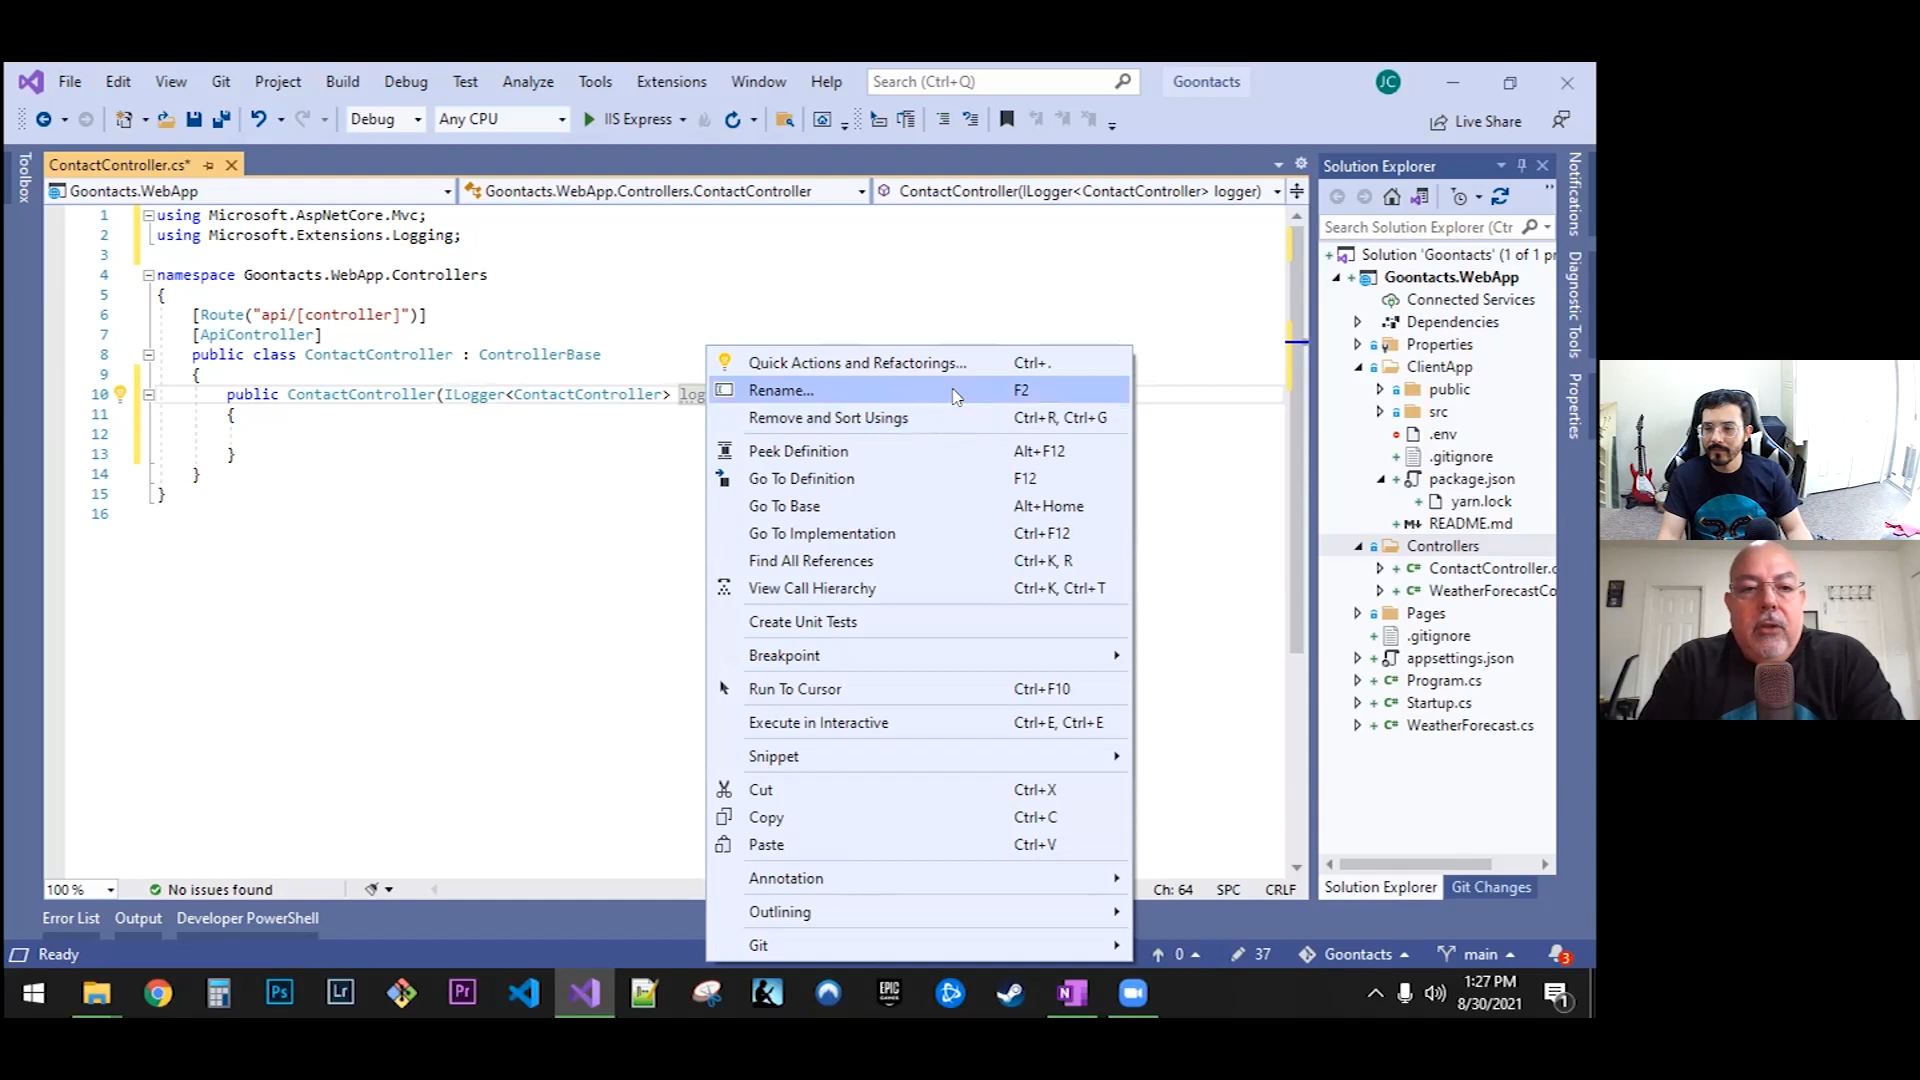 File Edit View Git Project Build Debug Test Analyze Tools Extensions Window Help Search (Ctrl+Q) Goontacts JC
Debug Any CPU IIS Express Live Share
Toolbox
ContactController.cs*
Goontacts.WebApp Goontacts.WebApp.Controllers.ContactController ContactController(ILogger<ContactController> logger)
1 using Microsoft.AspNetCore.Mvc;
2 using Microsoft.Extensions.Logging;
3
4 namespace Goontacts.WebApp.Controllers
5 {
6 [Route("api/[controller]")]
7 [ApiController]
8 public class ContactController : ControllerBase
9 {
10 public ContactController(ILogger<ContactController> log
11 {
12
13 }
14 }
15 }
16
Quick Actions and Refactorings... Ctrl+.
Rename... F2
Remove and Sort Usings Ctrl+R, Ctrl+G
Peek Definition Alt+F12
Go To Definition F12
Go To Base Alt+Home
Go To Implementation Ctrl+F12
Find All References Ctrl+K, R
View Call Hierarchy Ctrl+K, Ctrl+T
Create Unit Tests
Breakpoint
Run To Cursor Ctrl+F10
Execute in Interactive Ctrl+E, Ctrl+E
Snippet
Cut Ctrl+X
Copy Ctrl+C
Paste Ctrl+V
Annotation
Outlining
Git
Solution Explorer
Search Solution Explorer (Ctr
Solution 'Goontacts' (1 of 1 pr
Goontacts.WebApp
Connected Services
Dependencies
Properties
ClientApp
public
src
.env
.gitignore
package.json
yarn.lock
README.md
Controllers
ContactController.c
WeatherForecastCo
Pages
.gitignore
appsettings.json
Program.cs
Startup.cs
WeatherForecast.cs
Solution Explorer Git Changes
Notifications
Diagnostic Tools
Properties
100 % No issues found Ch: 64 SPC CRLF
Error List Output Developer PowerShell
Ready 0 37 Goontacts main 3
Ps Lr Pr EPIC GAMES N
1:27 PM
8/30/2021
1